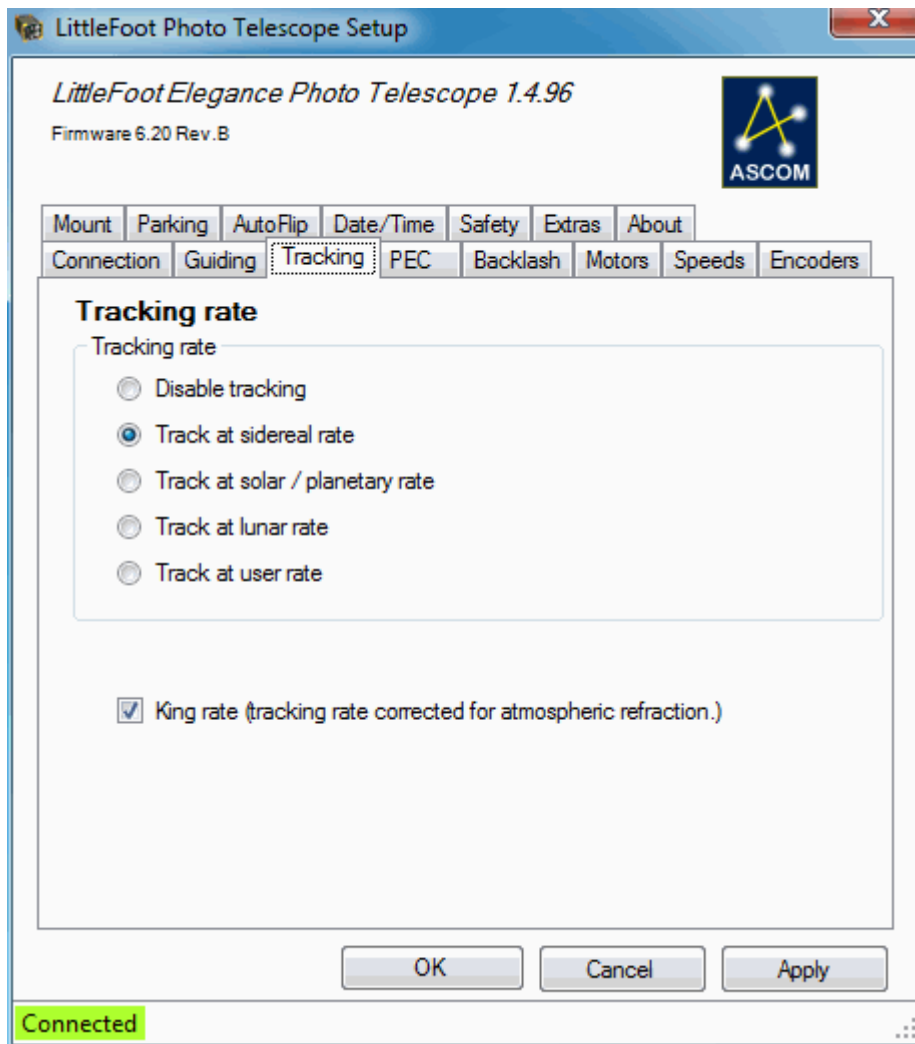 LittleFoot Photo Telescope Setup
LittleFoot Elegance Photo Telescope 1.4.96
Firmware 6.20 Rev.B
ASCOM
Mount Parking AutoFlip Date/Time Safety Extras About
Connection Guiding Tracking PEC Backlash Motors Speeds Encoders
Tracking rate
Tracking rate
Disable tracking
Track at sidereal rate
Track at solar / planetary rate
Track at lunar rate
Track at user rate
King rate (tracking rate corrected for atmospheric refraction.)
OK Cancel Apply
Connected